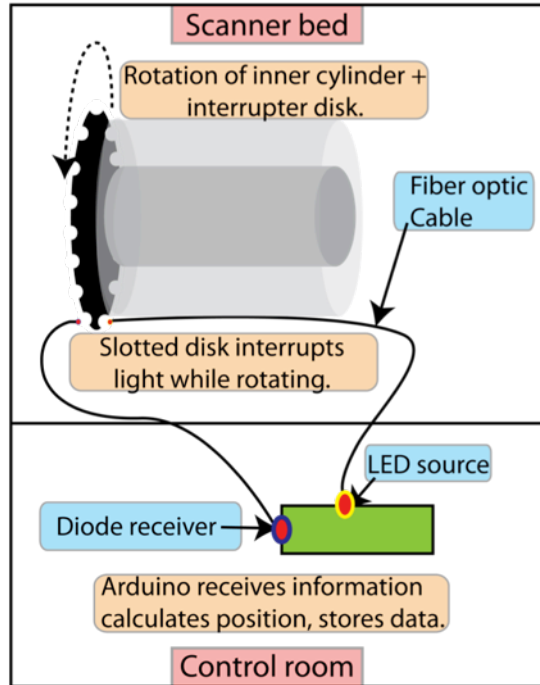 Scanner bed
Rotation of inner cylinder +
interrupter disk.
Fiber optic
Cable
Slotted disk interrupts
light while rotating.
LED source
Diode receiver
Arduino receives information
calculates position, stores data.
Control room